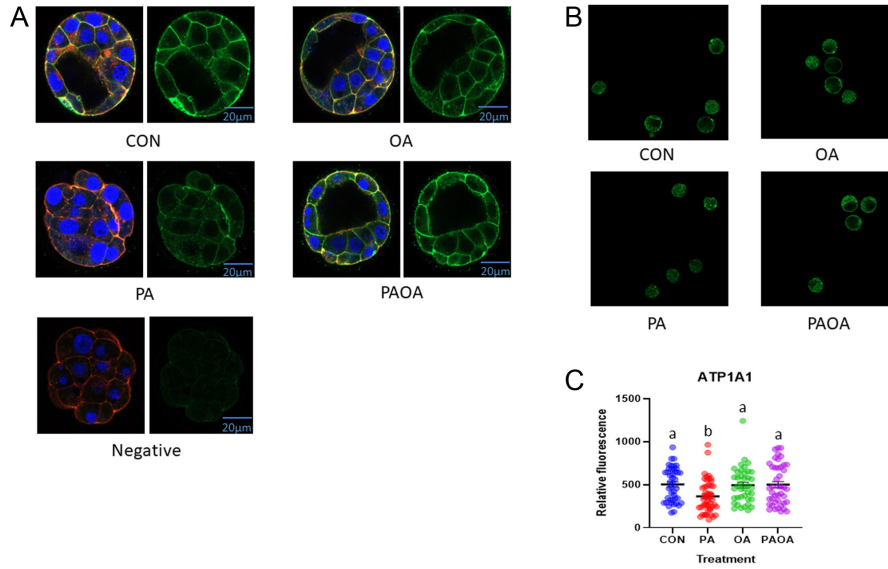 A
20µm
20µm
CON
OA
20µm
20µm
PA
PAOA
20µm
Negative
B
CON
OA
PA
PAOA
C
ATP1A1
Relative fluorescence
1500
1000
500
0
a
b
a
a
CON
PA
OA
PAOA
Treatment